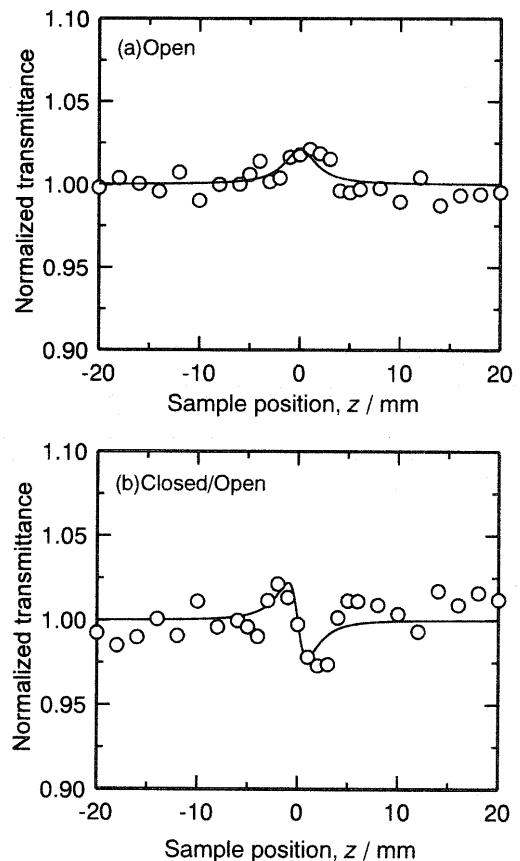 1.10
(a)Open
1.05
1.00
0.95
0.90
Normalized transmittance
-20 -10 0 10 20
Sample position, z / mm
1.10
(b)Closed/Open
1.05
1.00
0.95
0.90
Normalized transmittance
-20 -10 0 10 20
Sample position, z / mm